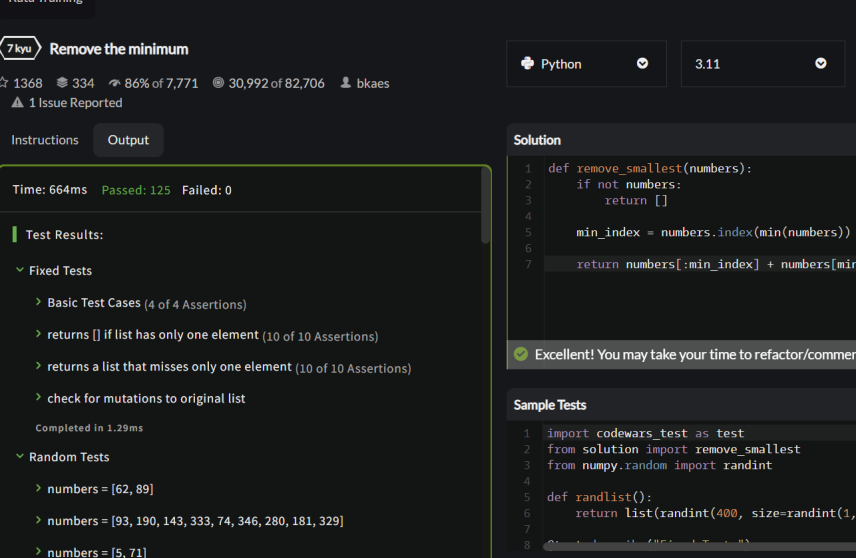 Kata Training
7 kyu Remove the minimum
1368 334 86% of 7,771 30,992 of 82,706 bkaes
1 Issue Reported
Instructions Output
Time: 664ms Passed: 125 Failed: 0
Test Results:
Fixed Tests
Basic Test Cases (4 of 4 Assertions)
returns [] if list has only one element (10 of 10 Assertions)
returns a list that misses only one element (10 of 10 Assertions)
check for mutations to original list
Completed in 1.29ms
Random Tests
numbers = [62, 89]
numbers = [93, 190, 143, 333, 74, 346, 280, 181, 329]
numbers = [5, 71]
Python 3.11
Solution
1 def remove_smallest(numbers):
2 if not numbers:
3 return []
4
5 min_index = numbers.index(min(numbers))
6
7 return numbers[:min_index] + numbers[min
Excellent! You may take your time to refactor/commen
Sample Tests
1 import codewars_test as test
2 from solution import remove_smallest
3 from numpy.random import randint
4
5 def randlist():
6 return list(randint(400, size=randint(1,
7
8